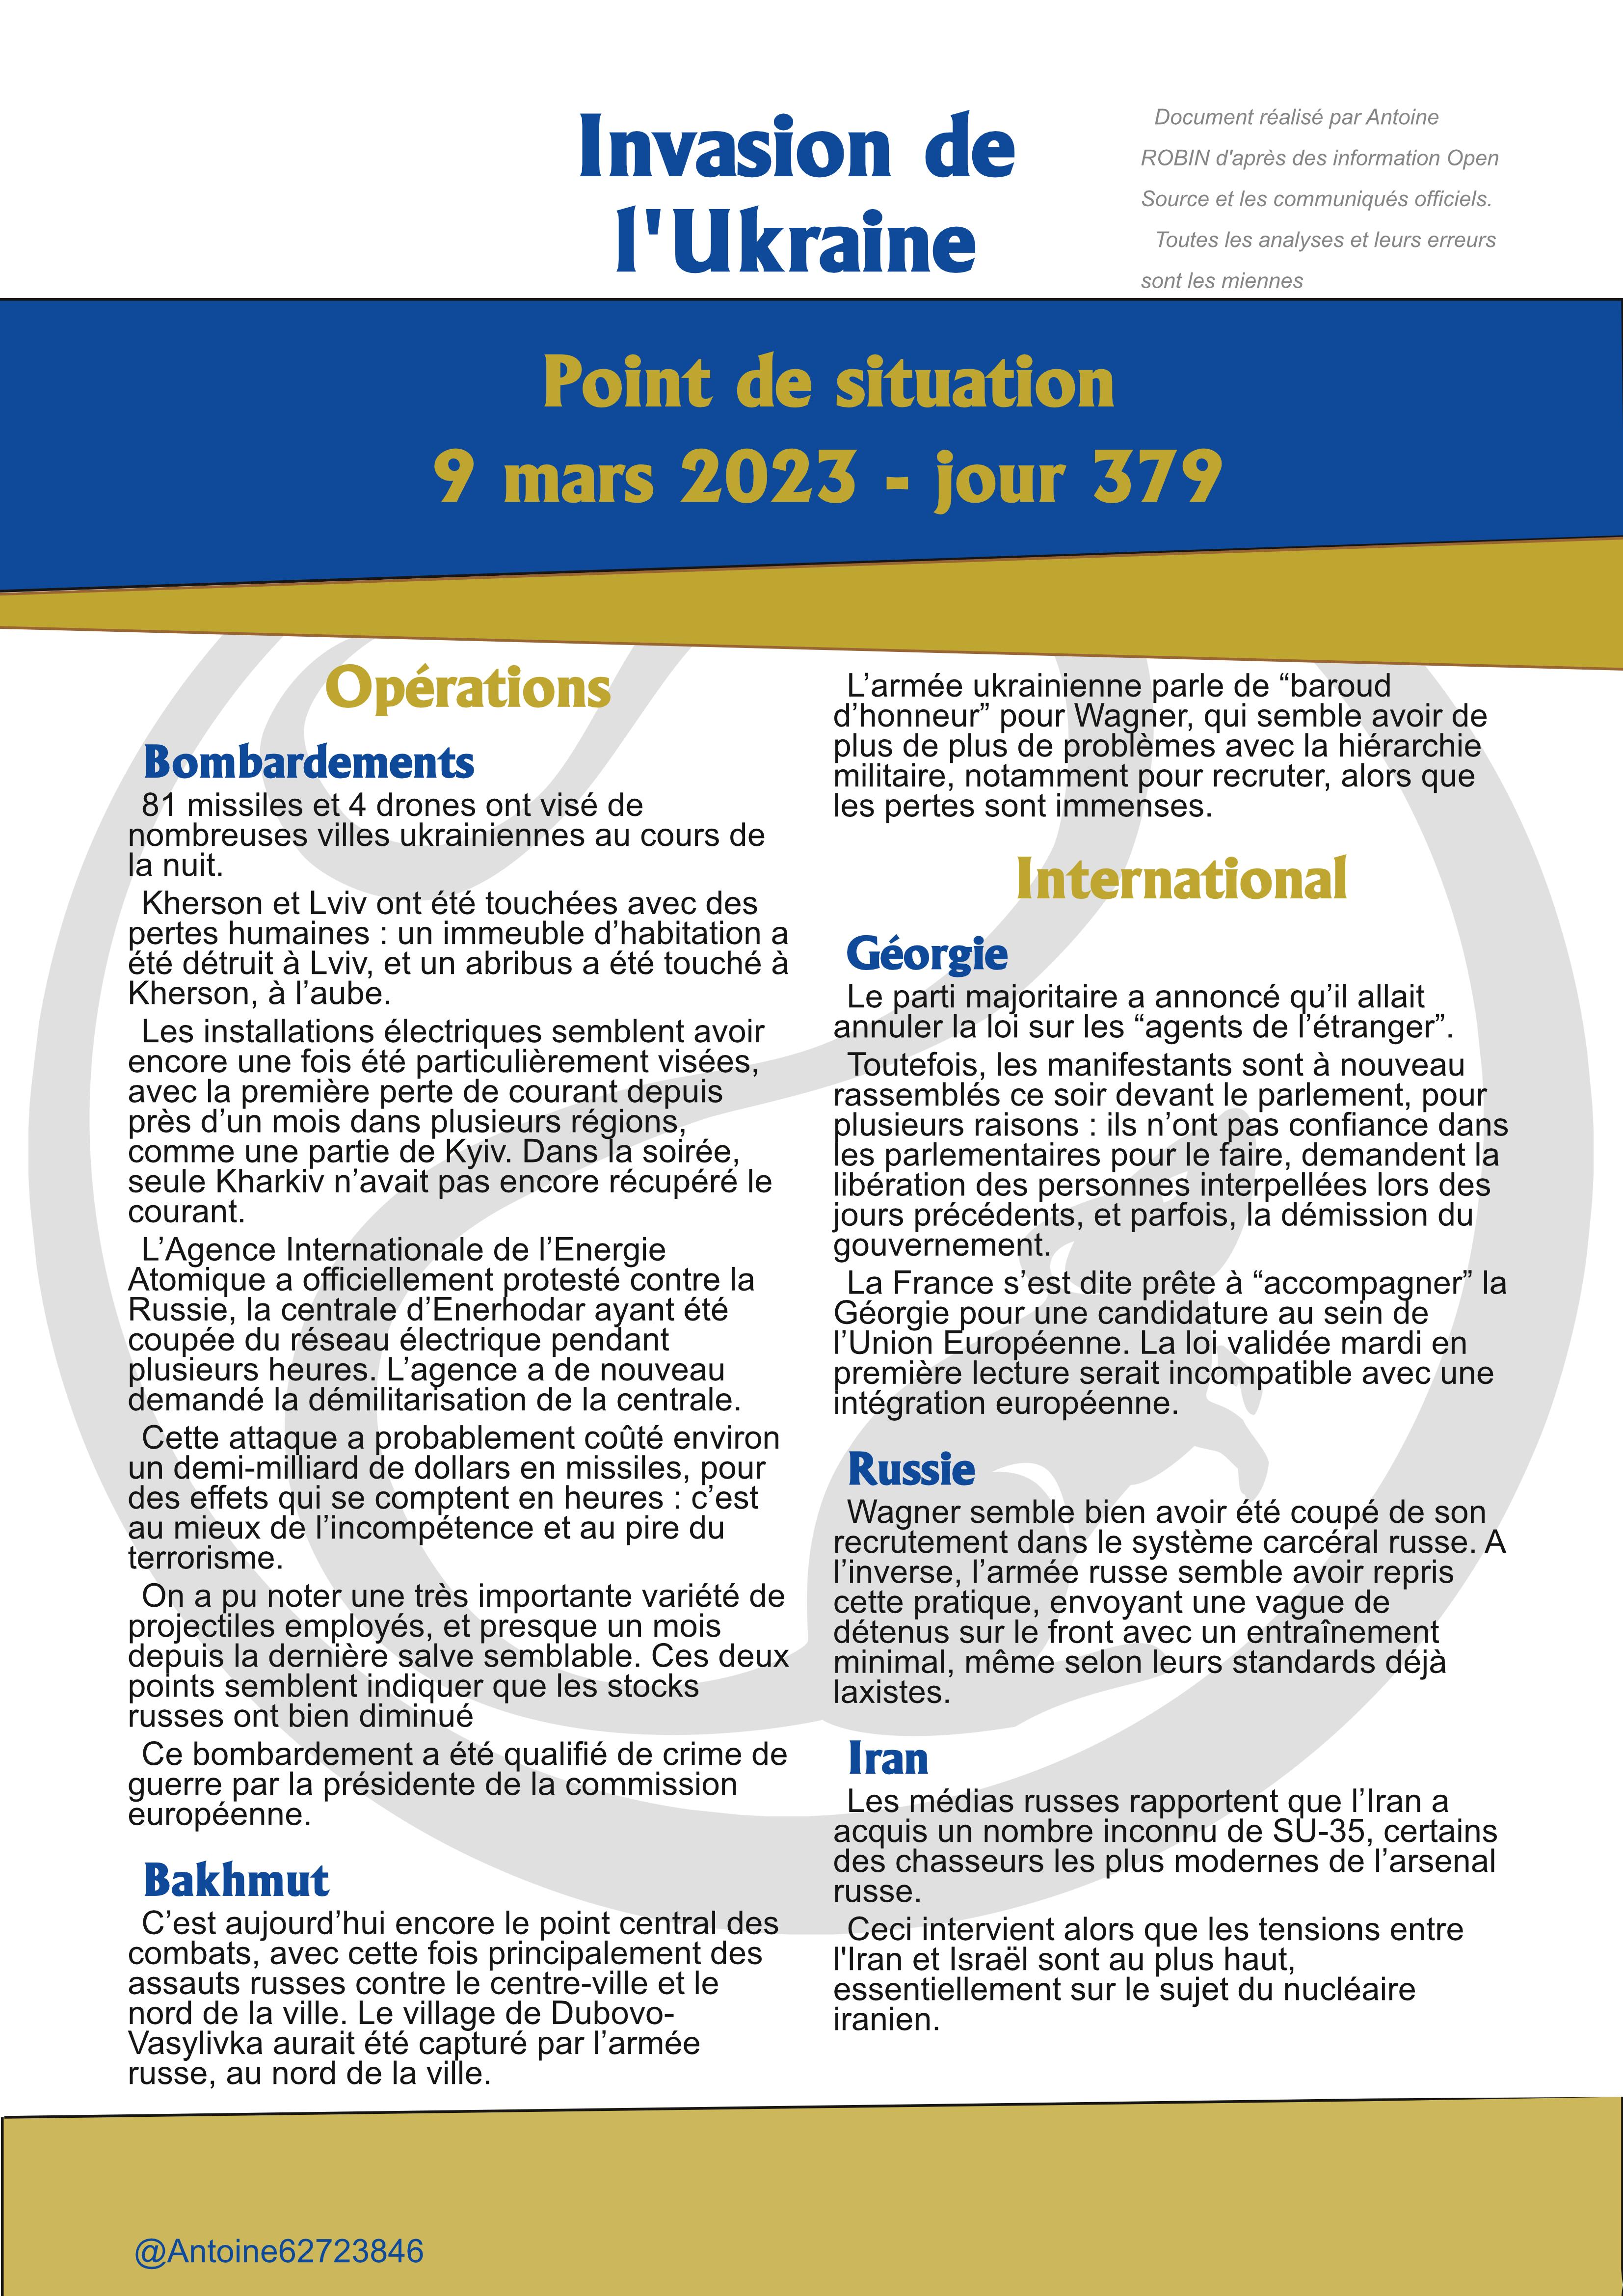 Invasion de
l'Ukraine
Document réalisé par Antoine
ROBIN d'après des information Open
Source et les communiqués officiels.
Toutes les analyses et leurs erreurs
sont les miennes
Point de situation
9 mars 2023 - jour 379
Opérations
Bombardements
81 missiles et 4 drones ont visé de
nombreuses villes ukrainiennes au cours de
la nuit.
Kherson et Lviv ont été touchées avec des
pertes humaines : un immeuble d’habitation a
été détruit à Lviv, et un abribus a été touché à
Kherson, à l’aube.
Les installations électriques semblent avoir
encore une fois été particulièrement visées,
avec la première perte de courant depuis
près d’un mois dans plusieurs régions,
comme une partie de Kyiv. Dans la soirée,
seule Kharkiv n’avait pas encore récupéré le
courant.
L’Agence Internationale de l’Energie
Atomique a officiellement protesté contre la
Russie, la centrale d’Enerhodar ayant été
coupée du réseau électrique pendant
plusieurs heures. L’agence a de nouveau
demandé la démilitarisation de la centrale.
Cette attaque a probablement coûté environ
un demi-milliard de dollars en missiles, pour
des effets qui se comptent en heures : c’est
au mieux de l’incompétence et au pire du
terrorisme.
On a pu noter une très importante variété de
projectiles employés, et presque un mois
depuis la dernière salve semblable. Ces deux
points semblent indiquer que les stocks
russes ont bien diminué
Ce bombardement a été qualifié de crime de
guerre par la présidente de la commission
européenne.
Bakhmut
C’est aujourd’hui encore le point central des
combats, avec cette fois principalement des
assauts russes contre le centre-ville et le
nord de la ville. Le village de Dubovo-
Vasylivka aurait été capturé par l’armée
russe, au nord de la ville.
L’armée ukrainienne parle de “baroud
d’honneur” pour Wagner, qui semble avoir de
plus de plus de problèmes avec la hiérarchie
militaire, notamment pour recruter, alors que
les pertes sont immenses.
International
Géorgie
Le parti majoritaire a annoncé qu’il allait
annuler la loi sur les “agents de l’étranger”.
Toutefois, les manifestants sont à nouveau
rassemblés ce soir devant le parlement, pour
plusieurs raisons : ils n’ont pas confiance dans
les parlementaires pour le faire, demandent la
libération des personnes interpellées lors des
jours précédents, et parfois, la démission du
gouvernement.
La France s’est dite prête à “accompagner” la
Géorgie pour une candidature au sein de
l’Union Européenne. La loi validée mardi en
première lecture serait incompatible avec une
intégration européenne.
Russie
Wagner semble bien avoir été coupé de son
recrutement dans le système carcéral russe. A
l’inverse, l’armée russe semble avoir repris
cette pratique, envoyant une vague de
détenus sur le front avec un entraînement
minimal, même selon leurs standards déjà
laxistes.
Iran
Les médias russes rapportent que l’Iran a
acquis un nombre inconnu de SU-35, certains
des chasseurs les plus modernes de l’arsenal
russe.
Ceci intervient alors que les tensions entre
l'Iran et Israël sont au plus haut,
essentiellement sur le sujet du nucléaire
iranien.
@Antoine62723846